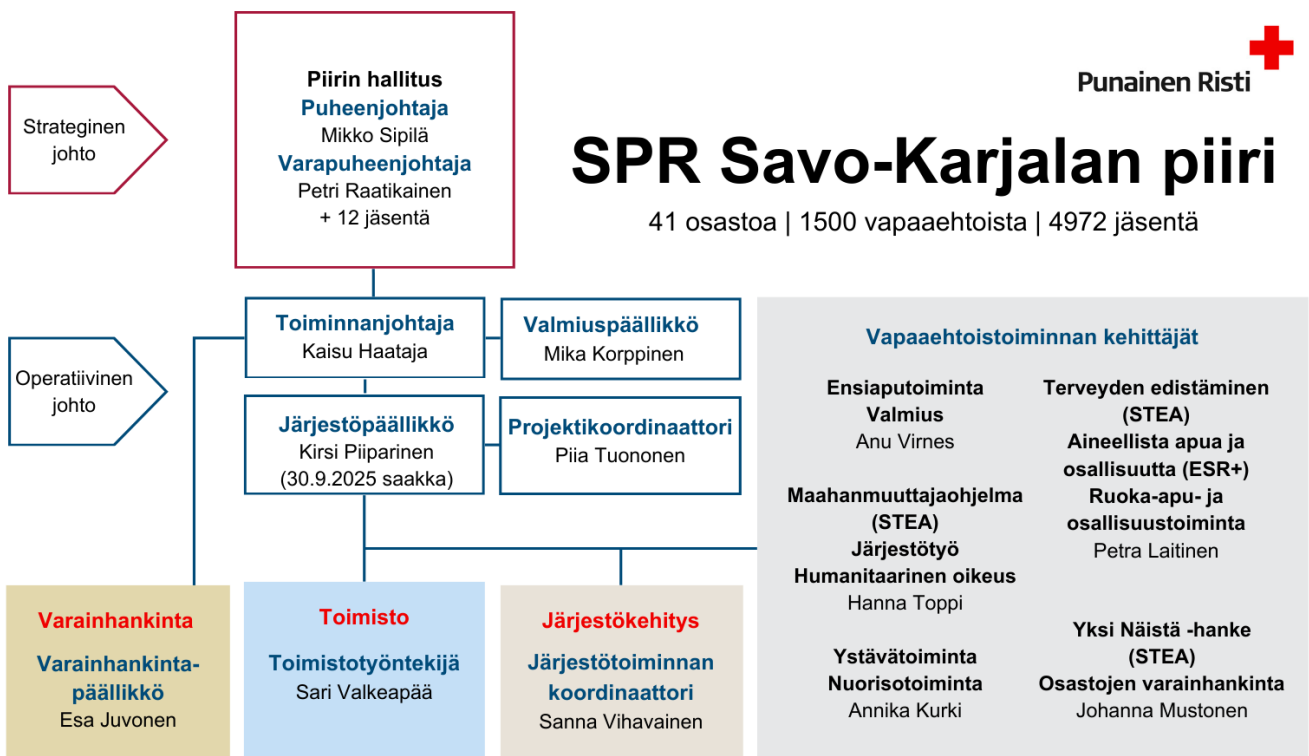 Punainen Risti
SPR Savo-Karjalan piiri
41 osastoa | 1500 vapaaehtoista | 4972 jäsentä
Strateginen
johto
Piirin hallitus
Puheenjohtaja
Mikko Sipilä
Varapuheenjohtaja
Petri Raatikainen
+ 12 jäsentä
Operatiivinen
johto
Toiminnanjohtaja
Kaisu Haataja
Valmiuspäällikkö
Mika Korppinen
Järjestöpäällikkö
Kirsi Piiparinen
(30.9.2025 saakka)
Projektikoordinaattori
Piia Tuononen
Varainhankinta
Varainhankinta-
päällikkö
Esa Juvonen
Toimisto
Toimistotyöntekijä
Sari Valkeapää
Järjestökehitys
Järjestötoiminnan
koordinaattori
Sanna Vihavainen
Vapaaehtoistoiminnan kehittäjät
Ensiaputoiminta
Valmius
Anu Virnes
Maahanmuuttajaohjelma
(STEA)
Järjestötyö
Humanitaarinen oikeus
Hanna Toppi
Ystävätoiminta
Nuorisotoiminta
Annika Kurki
Terveyden edistäminen
(STEA)
Aineellista apua ja
osallisuutta (ESR+)
Ruoka-apu- ja
osallisuustoiminta
Petra Laitinen
Yksi Näistä -hanke
(STEA)
Osastojen varainhankinta
Johanna Mustonen